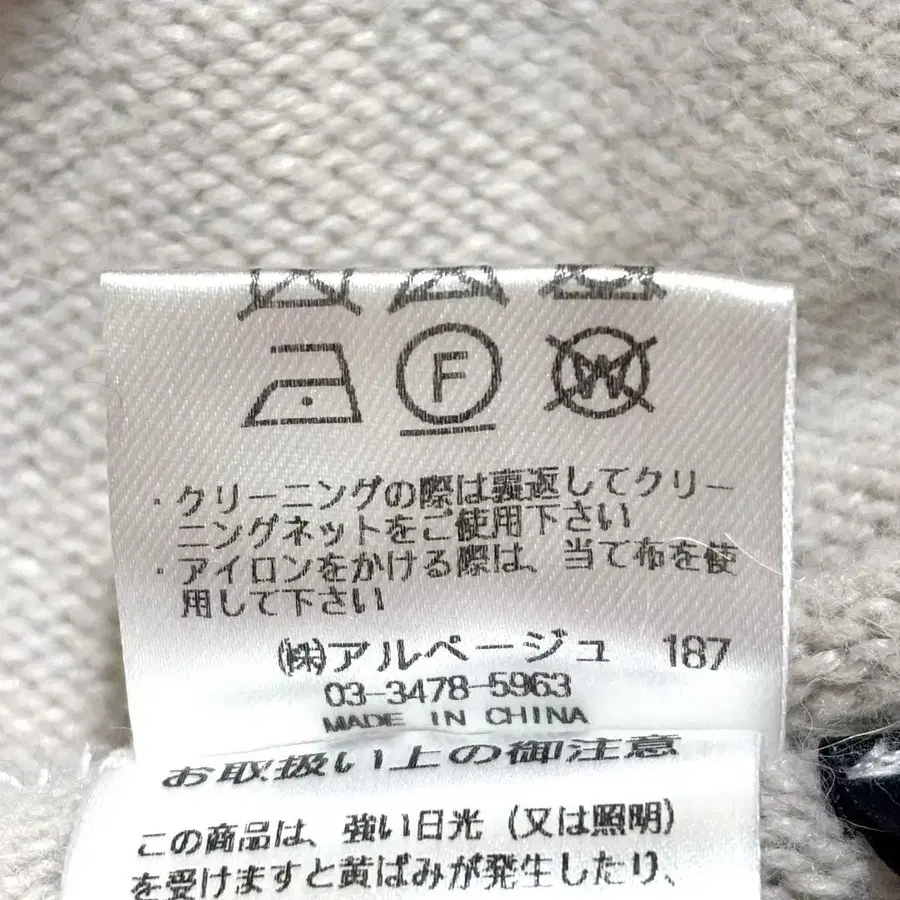 F
W
・クリーニングの際は裏返してクリー
ニングネットをご使用下さい
・アイロンをかける際は、当て布を使
用して下さい
㈱アルページュ 187
03-3478-5963
MADE IN CHINA
お取扱い上の御注意
この商品は、強い日光（又は照明）
を受けますと黄ばみが発生したり、